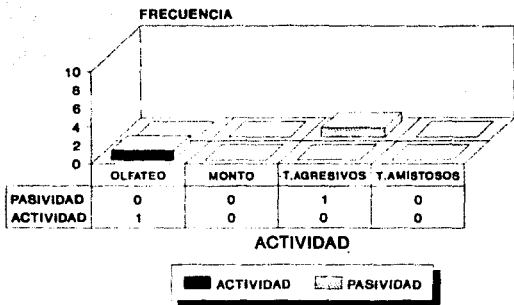 FRECUENCIA
10
8
6
4
2
0
OLFATEO MONTO T.AGRESIVOS T.AMISTOSOS
PASIVIDAD 0 0 1 0
ACTIVIDAD 1 0 0 0
ACTIVIDAD
ACTIVIDAD PASIVIDAD